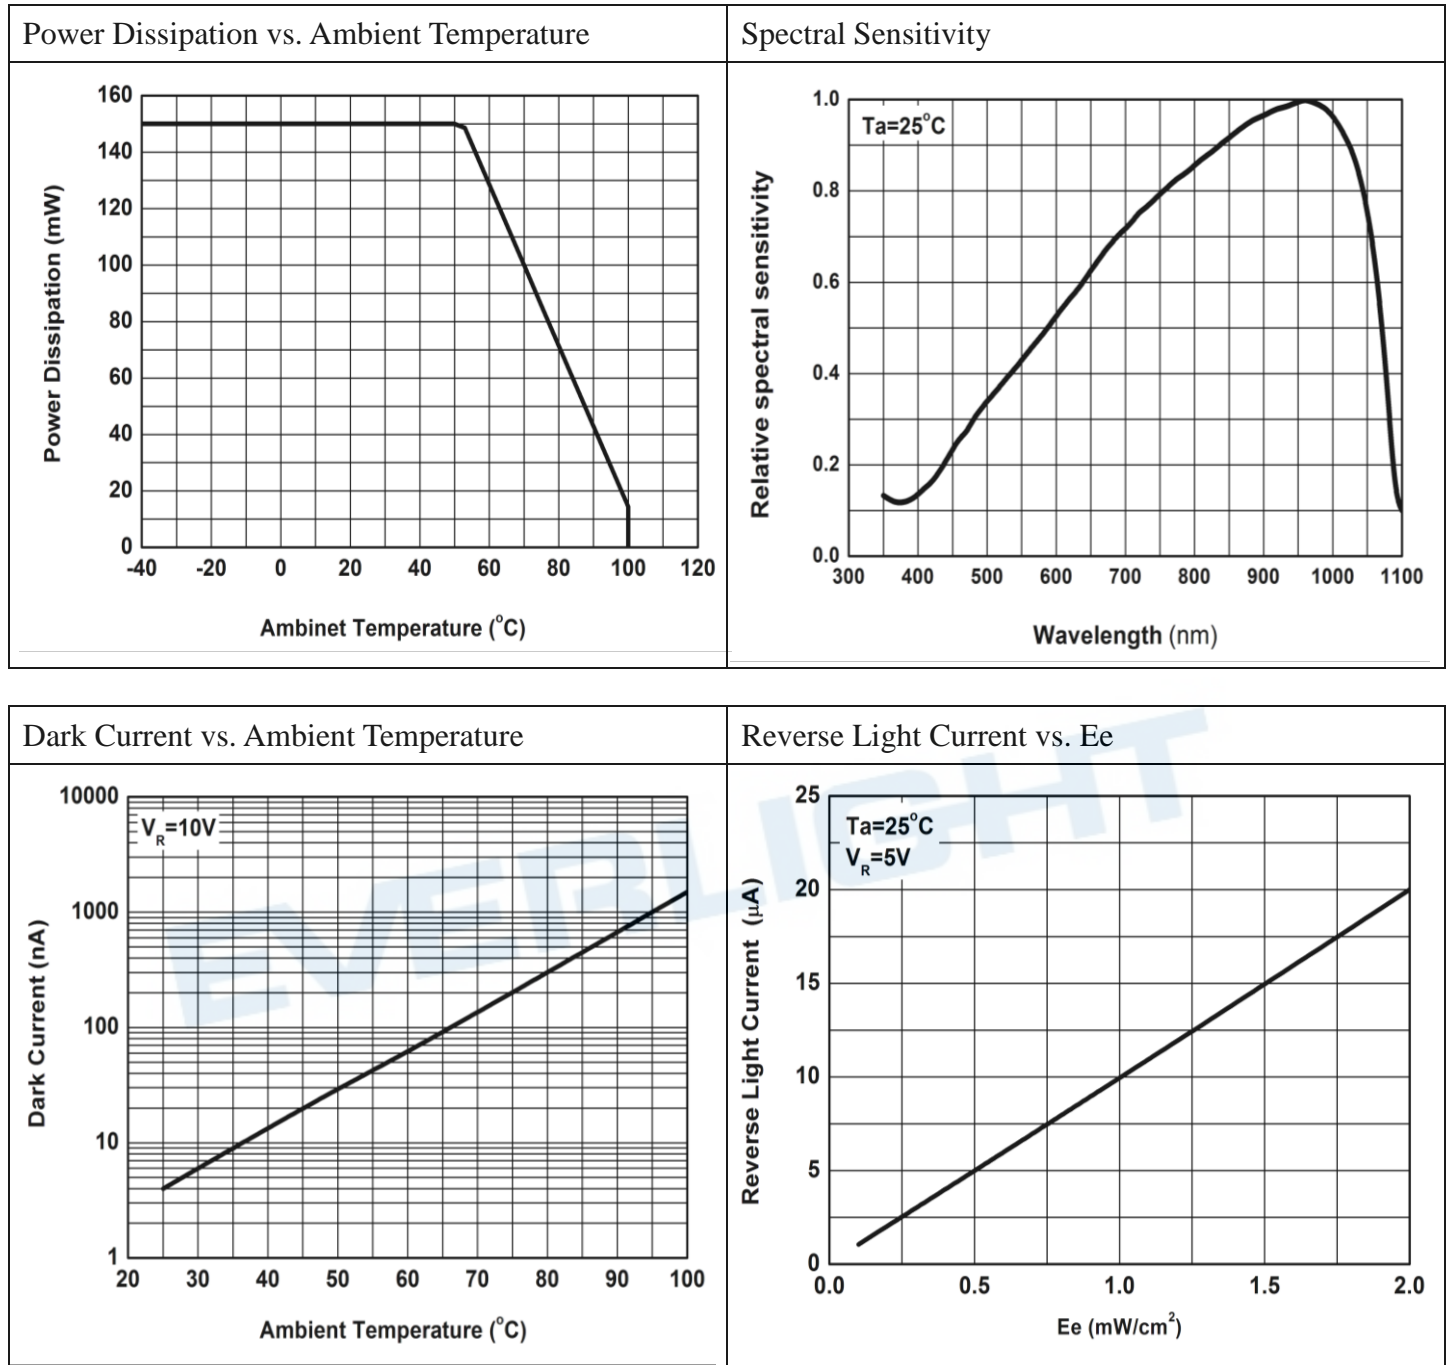 Power Dissipation vs. Ambient Temperature
160
140
120
100
80
60
40
20
0
-40 -20 0 20 40 60 80 100 120
Power Dissipation (mW)
Ambinet Temperature (°C)
Spectral Sensitivity
Ta=25°C
1.0
0.8
0.6
0.4
0.2
0.0
300 400 500 600 700 800 900 1000 1100
Relative spectral sensitivity
Wavelength (nm)
Dark Current vs. Ambient Temperature
VR=10V
10000
1000
100
10
1
20 30 40 50 60 70 80 90 100
Dark Current (nA)
Ambient Temperature (°C)
Reverse Light Current vs. Ee
Ta=25°C
VR=5V
25
20
15
10
5
0
0.0 0.5 1.0 1.5 2.0
Reverse Light Current (μA)
Ee (mW/cm²)
EVERLIGHT